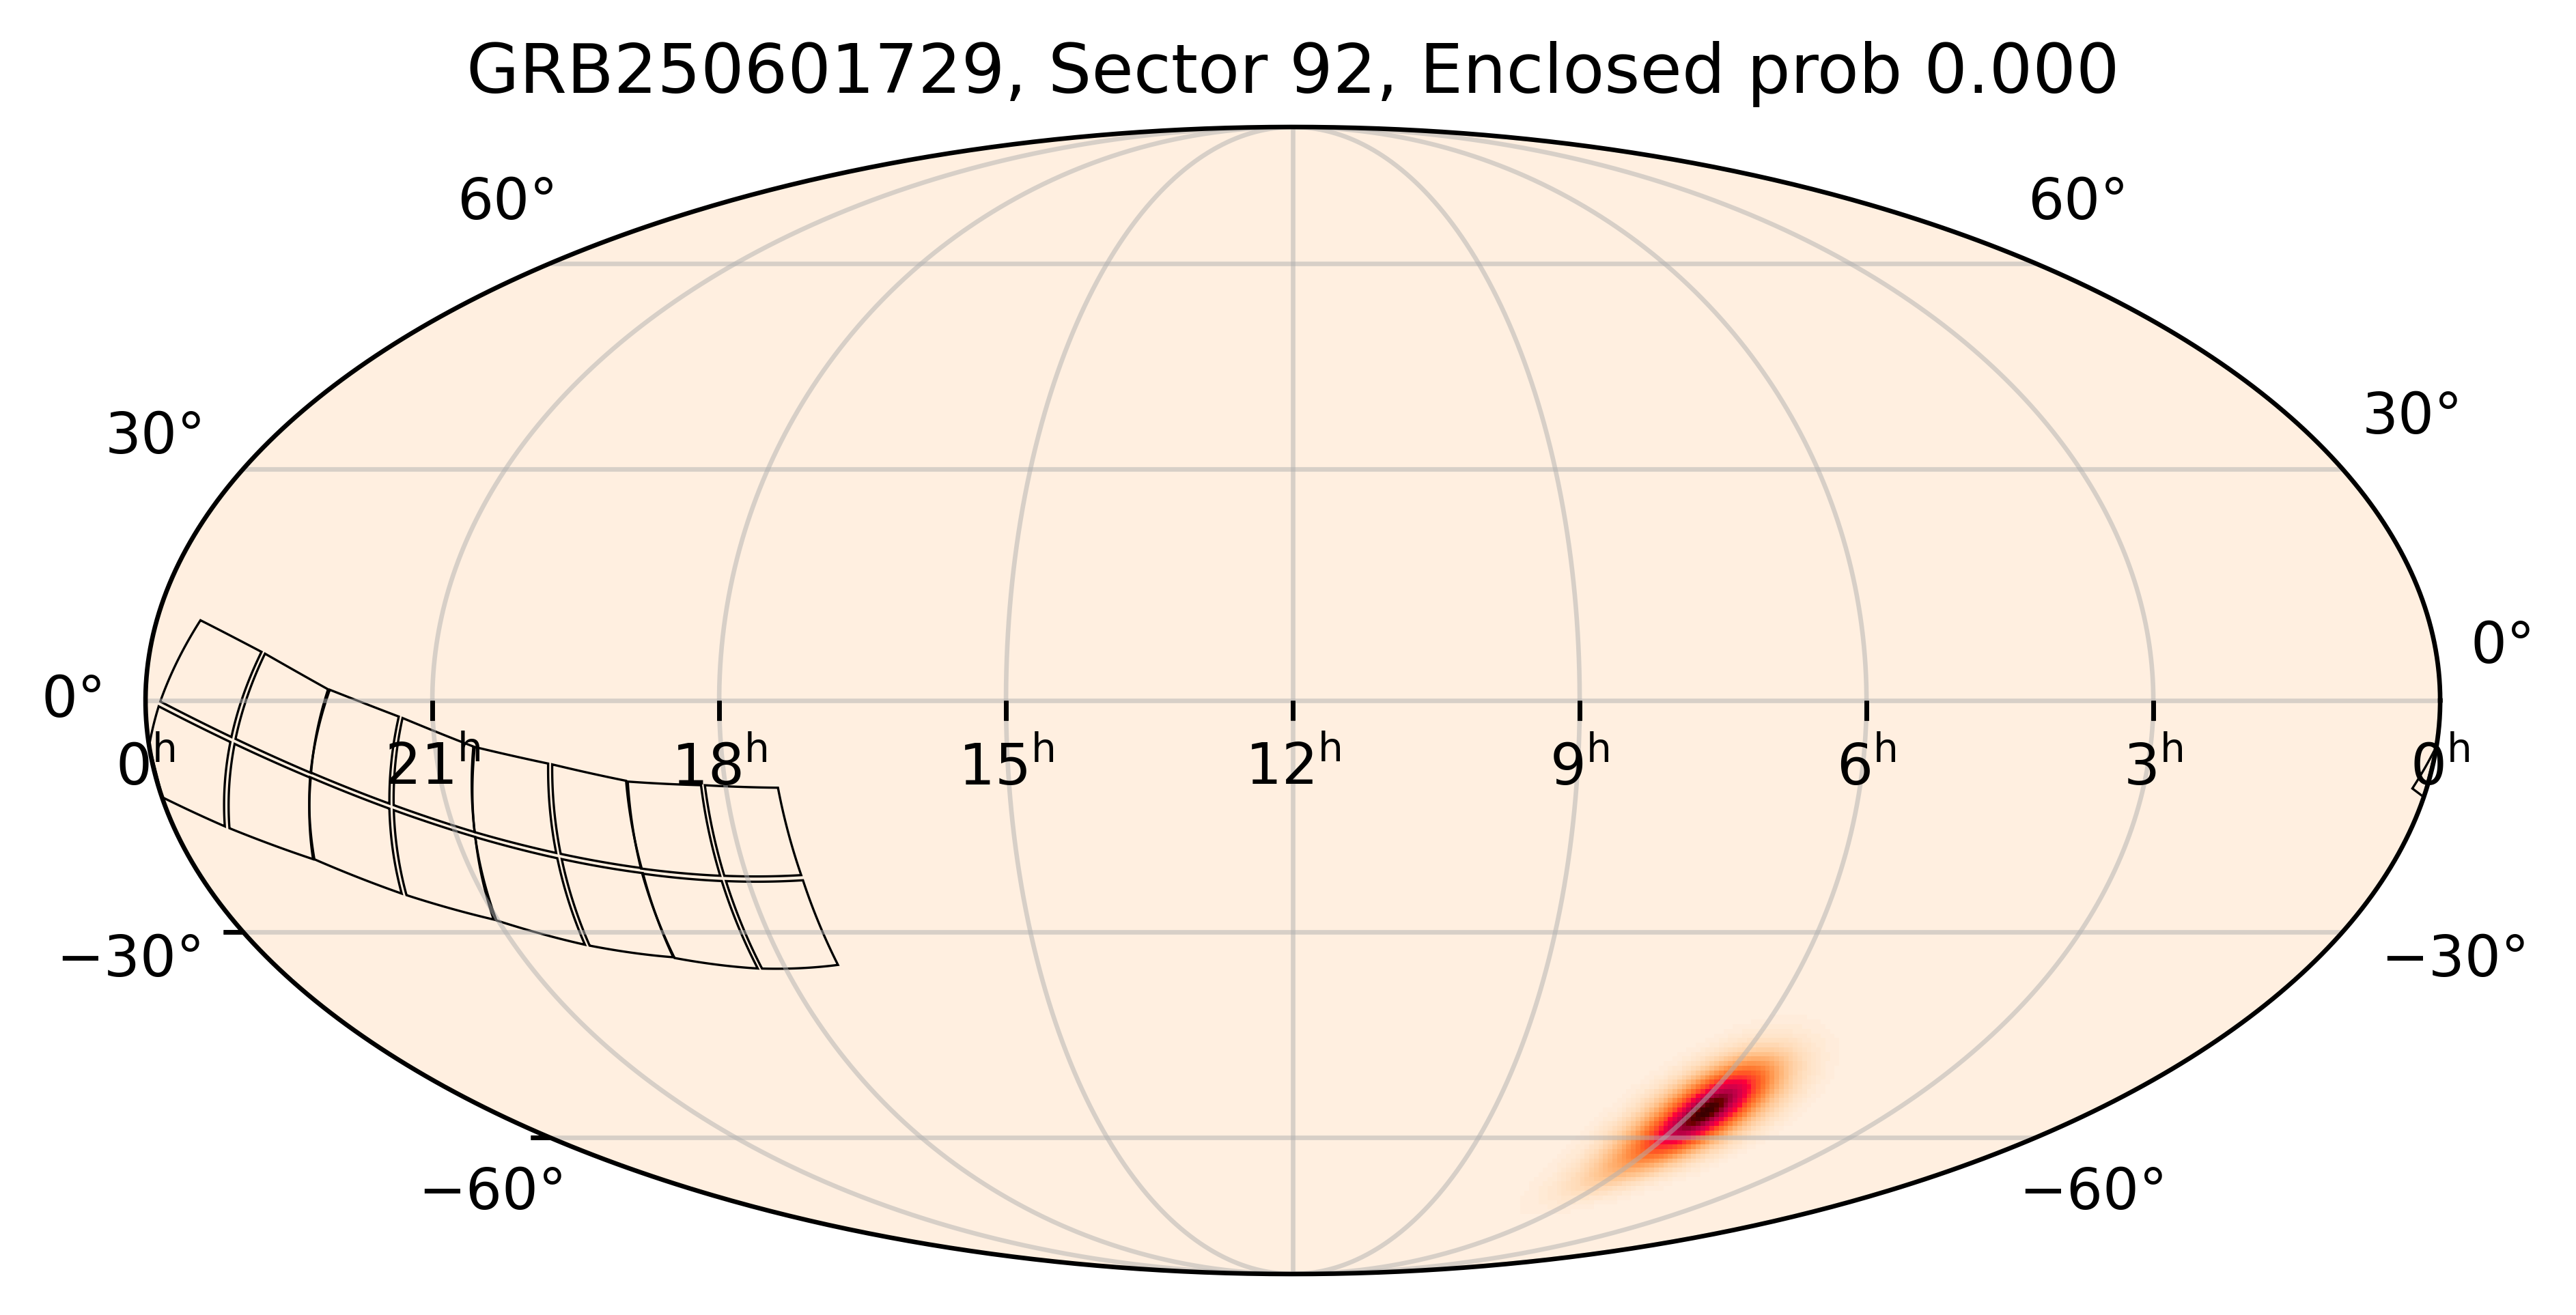 GRB250601729, Sector 92, Enclosed prob 0.000
60° 60°
30° 30°
0° 0°
0ʰ 21ʰ 18ʰ 15ʰ 12ʰ 9ʰ 6ʰ 3ʰ 0ʰ
−30° −30°
−60° −60°